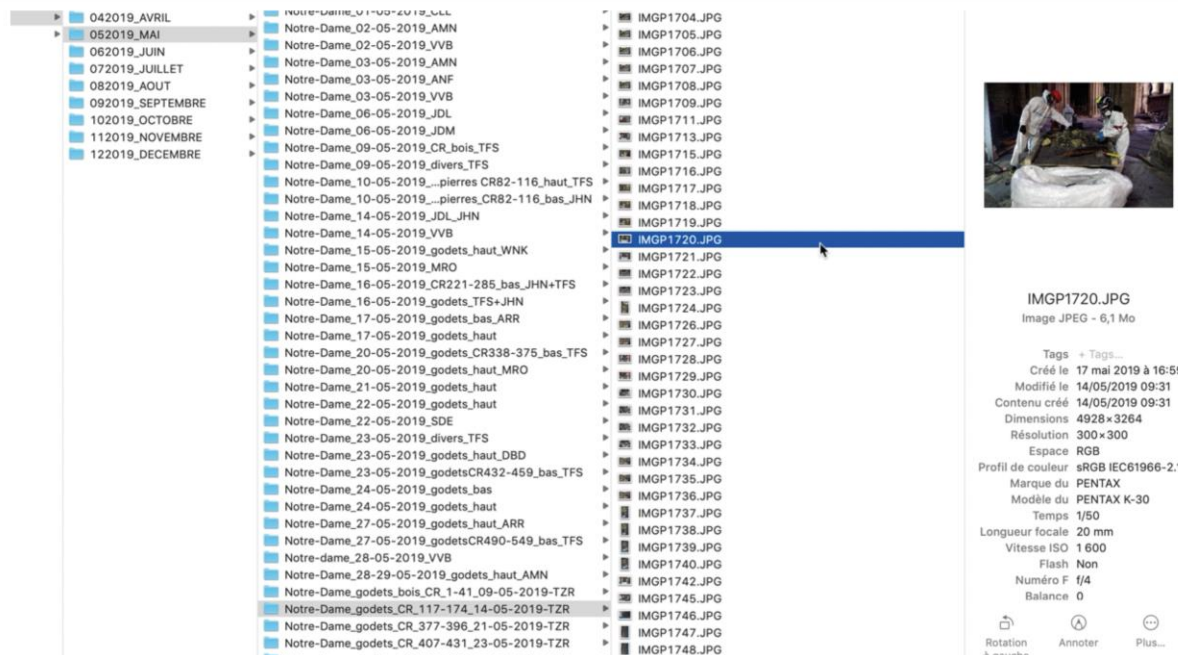 042019_AVRIL
052019_MAI
062019_JUIN
072019_JUILLET
082019_AOUT
092019_SEPTEMBRE
102019_OCTOBRE
112019_NOVEMBRE
122019_DECEMBRE
Notre-Dame_01-05-2019_CLL
Notre-Dame_02-05-2019_AMN
Notre-Dame_02-05-2019_VVB
Notre-Dame_03-05-2019_AMN
Notre-Dame_03-05-2019_ANF
Notre-Dame_03-05-2019_VVB
Notre-Dame_06-05-2019_JDL
Notre-Dame_06-05-2019_JDM
Notre-Dame_09-05-2019_CR_bois_TFS
Notre-Dame_09-05-2019_divers_TFS
Notre-Dame_10-05-2019_...pierres CR82-116_haut_TFS
Notre-Dame_10-05-2019_...pierres_CR82-116_bas_JHN
Notre-Dame_14-05-2019_JDL_JHN
Notre-Dame_14-05-2019_VVB
Notre-Dame_15-05-2019_godets_haut_WNK
Notre-Dame_15-05-2019_MRO
Notre-Dame_16-05-2019_CR221-285_bas_JHN+TFS
Notre-Dame_16-05-2019_godets_TFS+JHN
Notre-Dame_17-05-2019_godets_bas_ARR
Notre-Dame_17-05-2019_godets_haut
Notre-Dame_20-05-2019_godets_CR338-375_bas_TFS
Notre-Dame_20-05-2019_godets_haut_MRO
Notre-Dame_21-05-2019_godets_haut
Notre-Dame_22-05-2019_godets_haut
Notre-Dame_22-05-2019_SDE
Notre-Dame_23-05-2019_divers_TFS
Notre-Dame_23-05-2019_godets_haut_DBD
Notre-Dame_23-05-2019_godetsCR432-459_bas_TFS
Notre-Dame_24-05-2019_godets_bas
Notre-Dame_24-05-2019_godets_haut
Notre-Dame_27-05-2019_godets_haut_ARR
Notre-Dame_27-05-2019_godetsCR490-549_bas_TFS
Notre-dame_28-05-2019_VVB
Notre-Dame_28-29-05-2019_godets_haut_AMN
Notre-Dame_godets_bois_CR_1-41_09-05-2019-TZR
Notre-Dame_godets_CR_117-174_14-05-2019-TZR
Notre-Dame_godets_CR_377-396_21-05-2019-TZR
Notre-Dame_godets_CR_407-431_23-05-2019-TZR
IMGP1704.JPG
IMGP1705.JPG
IMGP1706.JPG
IMGP1707.JPG
IMGP1708.JPG
IMGP1709.JPG
IMGP1711.JPG
IMGP1713.JPG
IMGP1715.JPG
IMGP1716.JPG
IMGP1717.JPG
IMGP1718.JPG
IMGP1719.JPG
IMGP1720.JPG
IMGP1721.JPG
IMGP1722.JPG
IMGP1723.JPG
IMGP1724.JPG
IMGP1726.JPG
IMGP1727.JPG
IMGP1728.JPG
IMGP1729.JPG
IMGP1730.JPG
IMGP1731.JPG
IMGP1732.JPG
IMGP1733.JPG
IMGP1734.JPG
IMGP1735.JPG
IMGP1736.JPG
IMGP1737.JPG
IMGP1738.JPG
IMGP1739.JPG
IMGP1740.JPG
IMGP1742.JPG
IMGP1745.JPG
IMGP1746.JPG
IMGP1747.JPG
IMGP1748.JPG
IMGP1720.JPG
Image JPEG - 6,1 Mo
Tags + Tags...
Créé le 17 mai 2019 à 16:59
Modifié le 14/05/2019 09:31
Contenu créé 14/05/2019 09:31
Dimensions 4928×3264
Résolution 300×300
Espace RGB
Profil de couleur sRGB IEC61966-2.
Marque du PENTAX
Modèle du PENTAX K-30
Temps 1/50
Longueur focale 20 mm
Vitesse ISO 1 600
Flash Non
Numéro F f/4
Balance 0
Rotation
à gauche
Annoter
Plus...